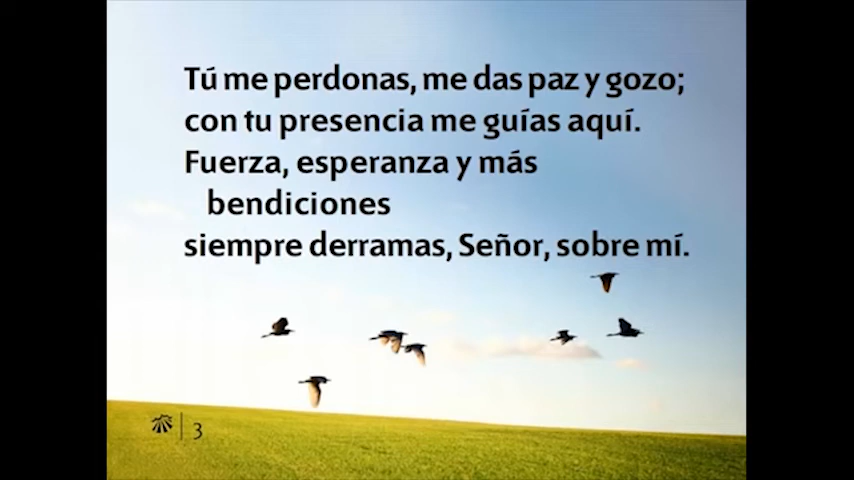 Tú me perdonas, me das paz y gozo;
con tu presencia me guías aquí.
Fuerza, esperanza y más
bendiciones
siempre derramas, Señor, sobre mí.
3